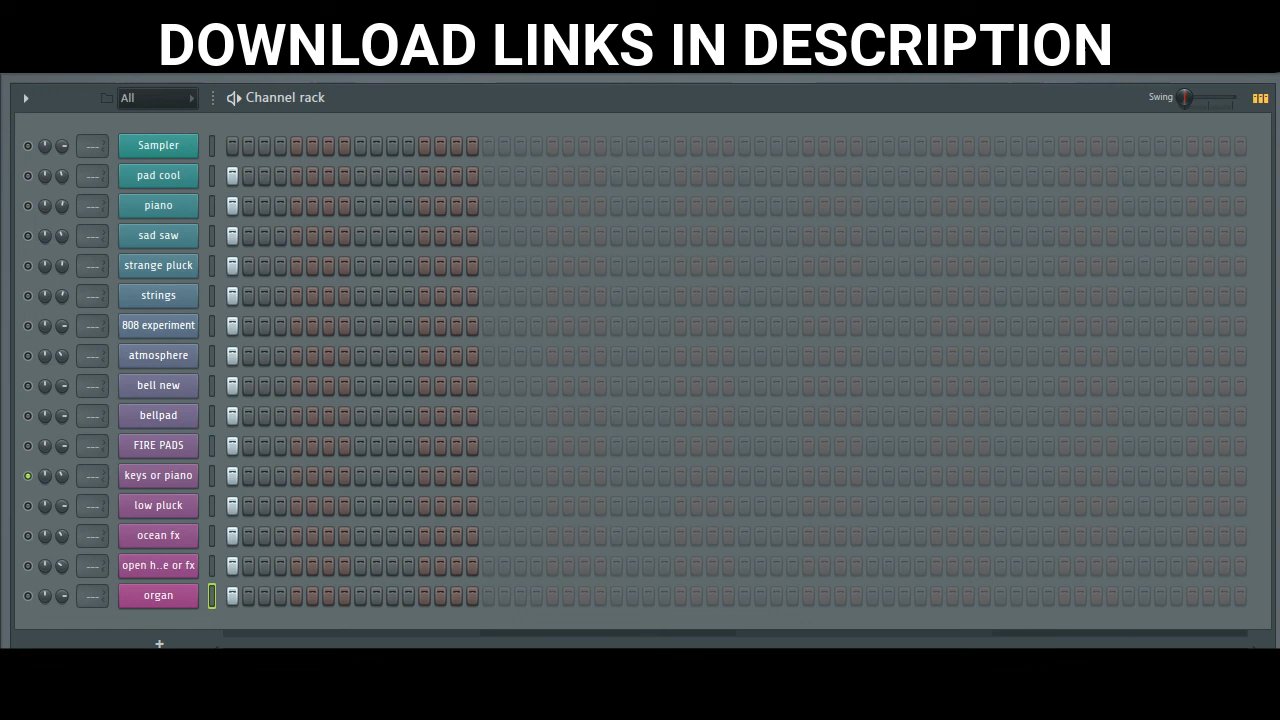 DOWNLOAD LINKS IN DESCRIPTION
All
Channel rack
Swing
Sampler
pad cool
piano
sad saw
strange pluck
strings
808 experiment
atmosphere
bell new
bellpad
FIRE PADS
keys or piano
low pluck
ocean fx
open h..e or fx
organ
+